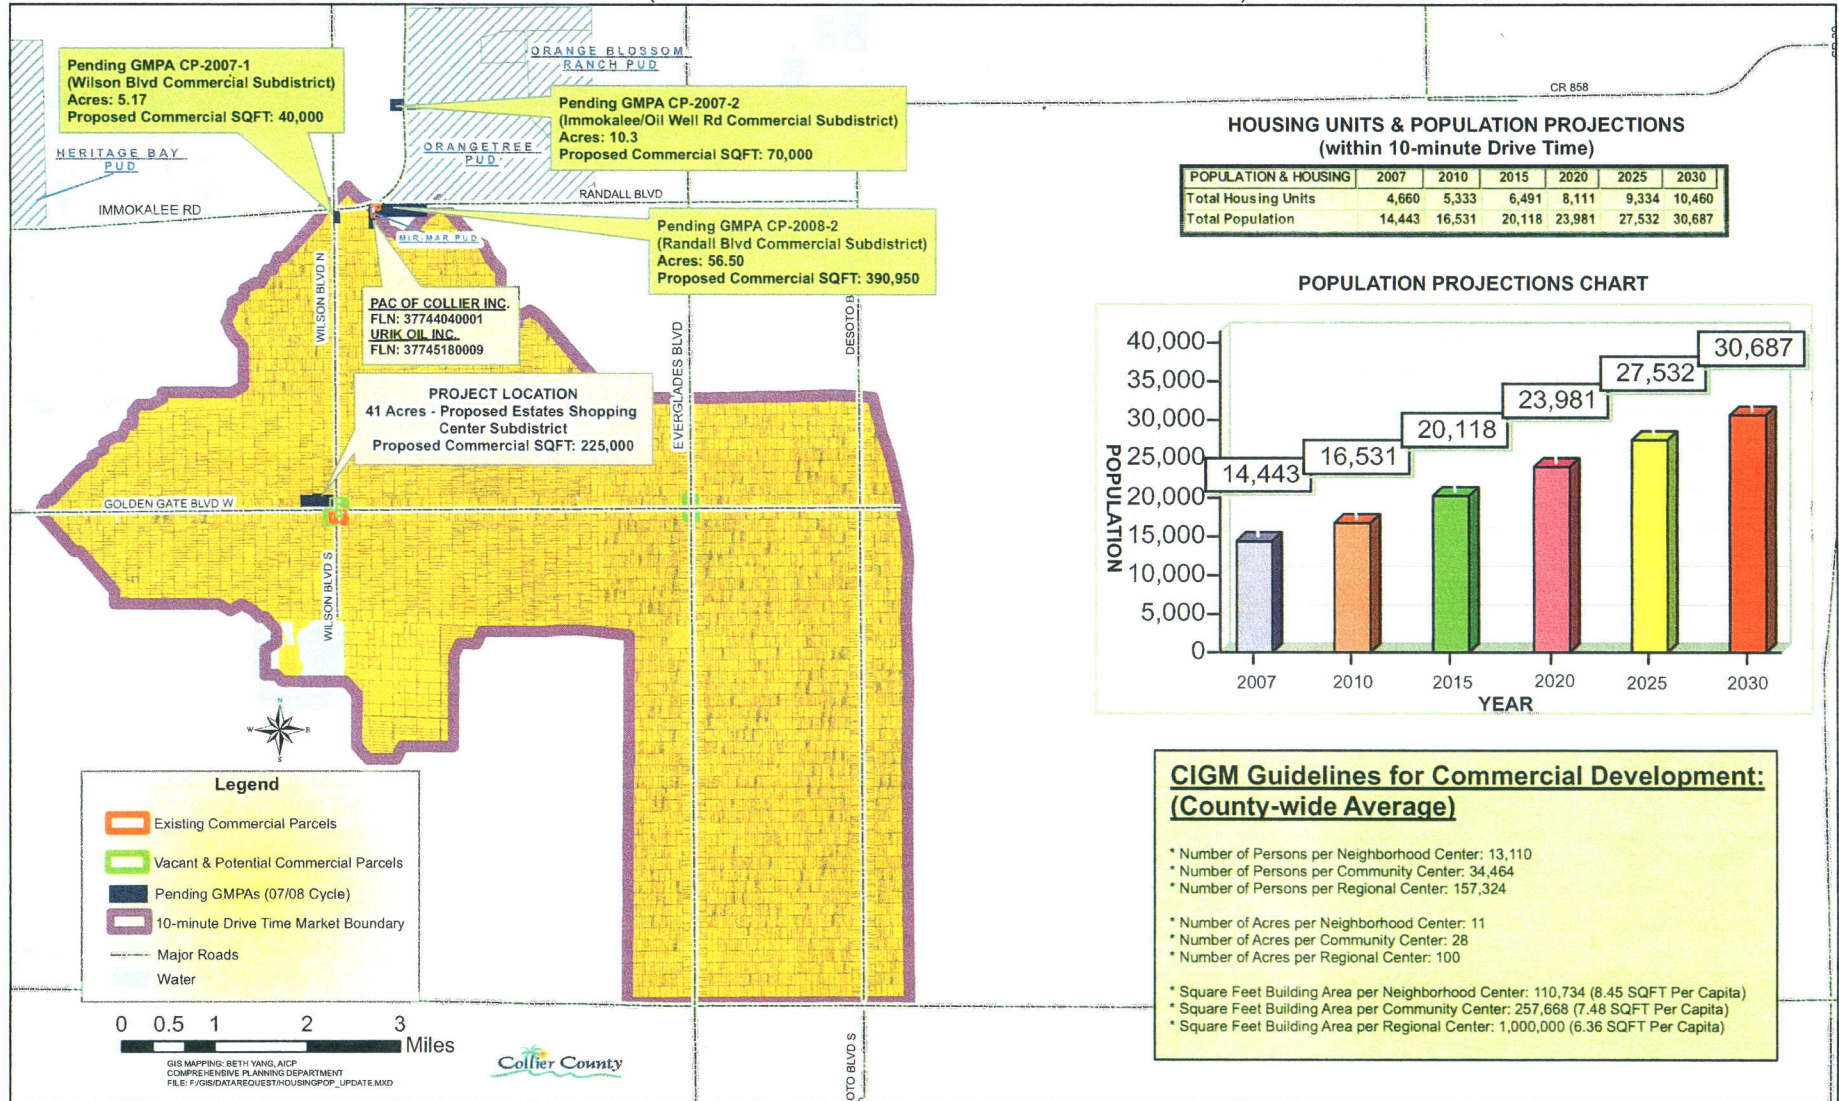 Pending GMPA CP-2007-1
(Wilson Blvd Commercial Subdistrict)
Acres: 5.17
Proposed Commercial SQFT: 40,000
ORANGE BLOSSOM
RANCH PUD
Pending GMPA CP-2007-2
(Immokalee/Oil Well Rd Commercial Subdistrict)
Acres: 10.3
Proposed Commercial SQFT: 70,000
HERITAGE BAY
PUD
ORANGETREE
PUD
IMMOKALEE RD
RANDALL BLVD
CR 858
MIR-MAR PUD
Pending GMPA CP-2008-2
(Randall Blvd Commercial Subdistrict)
Acres: 56.50
Proposed Commercial SQFT: 390,950
WILSON BLVD N
PAC OF COLLIER INC.
FLN: 37744040001
URIK OIL INC.
FLN: 37745180009
EVERGLADES BLVD
DESOTO B
PROJECT LOCATION
41 Acres - Proposed Estates Shopping
Center Subdistrict
Proposed Commercial SQFT: 225,000
GOLDEN GATE BLVD W
WILSON BLVD S
N
W
S
Legend
Existing Commercial Parcels
Vacant & Potential Commercial Parcels
Pending GMPAs (07/08 Cycle)
10-minute Drive Time Market Boundary
Major Roads
Water
0 0.5 1 2 3 Miles
GIS MAPPING: BETH YANG, AICP
COMPREHENSIVE PLANNING DEPARTMENT
FILE: F:/GIS/DATAREQUEST/HOUSINGPOP_UPDATE.MXD
Collier County
OTO BLVD S
HOUSING UNITS & POPULATION PROJECTIONS
(within 10-minute Drive Time)
POPULATION & HOUSING 2007 2010 2015 2020 2025 2030
Total Housing Units 4,660 5,333 6,491 8,111 9,334 10,460
Total Population 14,443 16,531 20,118 23,981 27,532 30,687
POPULATION PROJECTIONS CHART
POPULATION
40,000
35,000
30,000
25,000
20,000
15,000
10,000
5,000
0
14,443
16,531
20,118
23,981
27,532
30,687
2007 2010 2015 2020 2025 2030
YEAR
CIGM Guidelines for Commercial Development:
(County-wide Average)
* Number of Persons per Neighborhood Center: 13,110
* Number of Persons per Community Center: 34,464
* Number of Persons per Regional Center: 157,324
* Number of Acres per Neighborhood Center: 11
* Number of Acres per Community Center: 28
* Number of Acres per Regional Center: 100
* Square Feet Building Area per Neighborhood Center: 110,734 (8.45 SQFT Per Capita)
* Square Feet Building Area per Community Center: 257,668 (7.48 SQFT Per Capita)
* Square Feet Building Area per Regional Center: 1,000,000 (6.36 SQFT Per Capita)